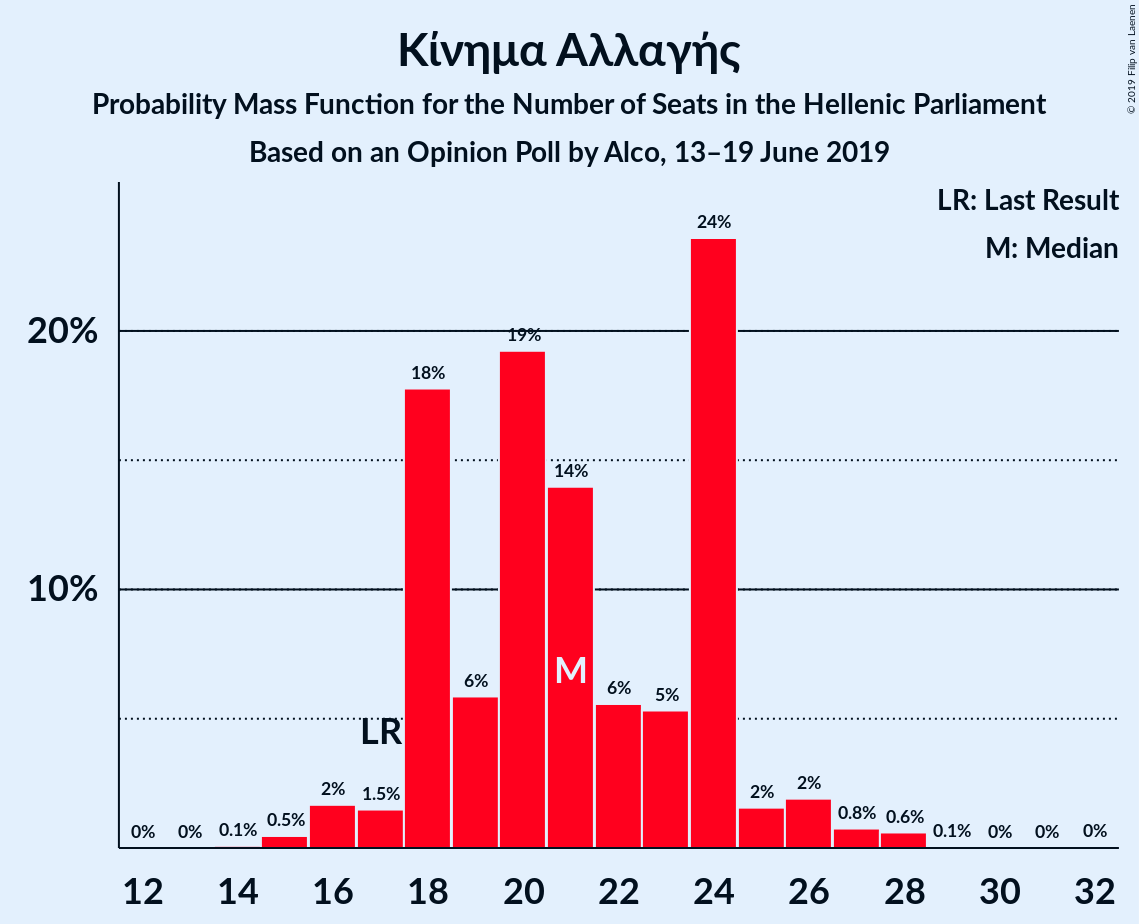 Κίνημα Αλλαγής
Probability Mass Function for the Number of Seats in the Hellenic Parliament
Based on an Opinion Poll by Alco, 13–19 June 2019
© 2019 Filip van Laenen
LR: Last Result
M: Median
20%
10%
0%
0%
0.1%
0.5%
2%
1.5%
18%
6%
19%
14%
6%
5%
24%
2%
2%
0.8%
0.6%
0.1%
0%
0%
0%
LR
M
12 14 16 18 20 22 24 26 28 30 32